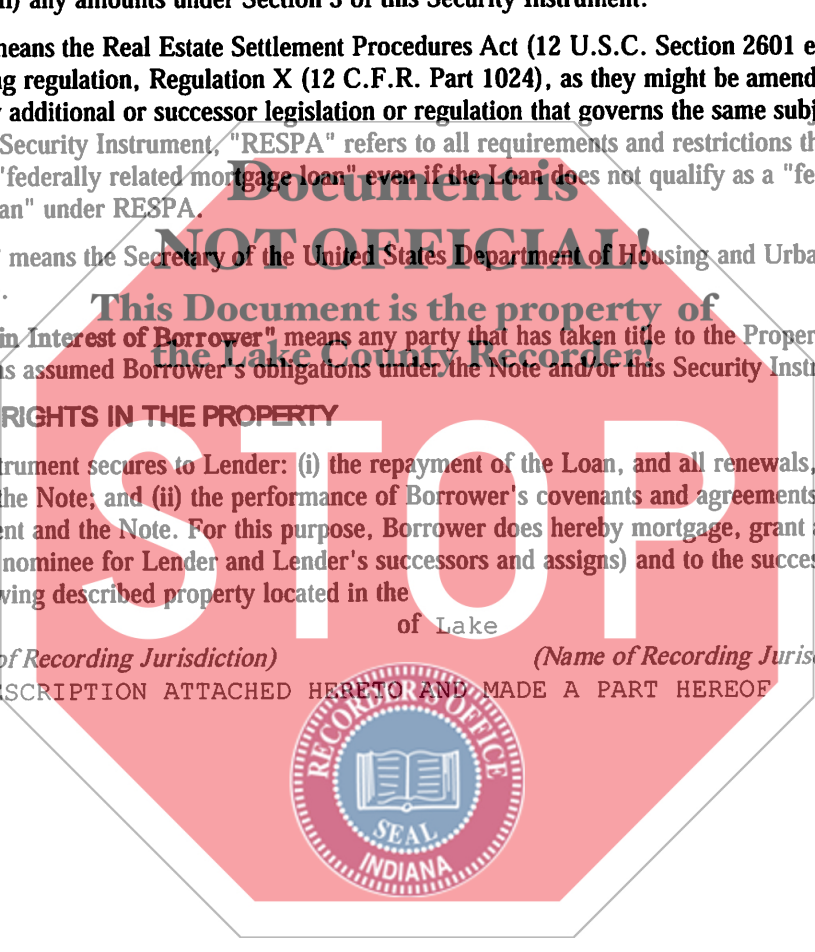 any amounts under Section 3 of this Security Instrument.
means the Real Estate Settlement Procedures Act (12 U.S.C. Section 2601 e
regulation, Regulation X (12 C.F.R. Part 1024), as they might be amend
additional or successor legislation or regulation that governs the same subj
Security Instrument, "RESPA" refers to all requirements and restrictions th
"federally related mortgage loan" even if the Loan does not qualify as a "fe
an" under RESPA.
Document is
NOT OFFICIAL!
" means the Secretary of the United States Department of Housing and Urba
This Document is the property of
the Lake County Recorder!
in Interest of Borrower" means any party that has taken title to the Proper
as assumed Borrower's obligations under the Note and/or this Security Instr
RIGHTS IN THE PROPERTY
STOP
trument secures to Lender: (i) the repayment of the Loan, and all renewals,
the Note; and (ii) the performance of Borrower's covenants and agreements
ent and the Note. For this purpose, Borrower does hereby mortgage, grant
nominee for Lender and Lender's successors and assigns) and to the succes
wing described property located in the
of Lake
of Recording Jurisdiction) (Name of Recording Juris
SCRIPTION ATTACHED HERETO AND MADE A PART HEREOF
RECORDER'S OFFICE
SEAL
INDIANA